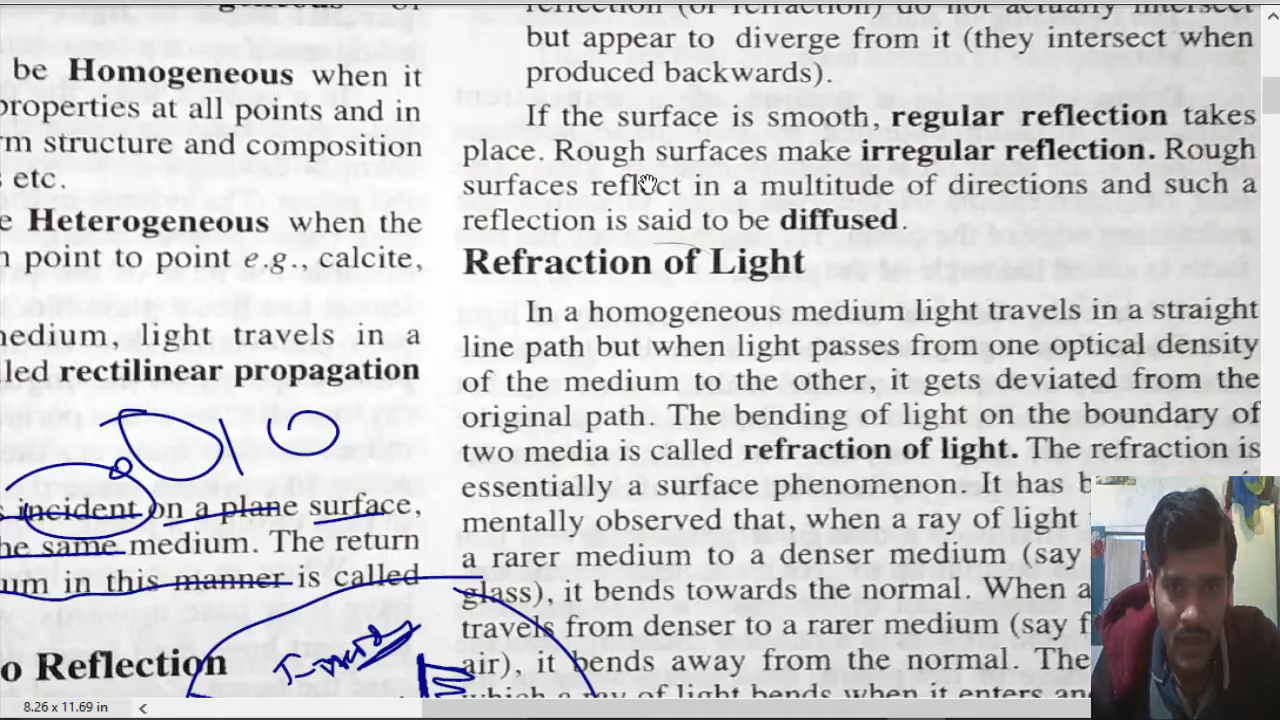 be Homogeneous when it
properties at all points and in
rm structure and composition
, etc.
e Heterogeneous when the
point to point e.g., calcite,
medium, light travels in a
lled rectilinear propagation
s incident on a plane surface,
he same medium. The return
um in this manner is called
o Reflection
reflection (or refraction) do not actually intersect
but appear to diverge from it (they intersect when
produced backwards).
If the surface is smooth, regular reflection takes
place. Rough surfaces make irregular reflection. Rough
surfaces reflect in a multitude of directions and such a
reflection is said to be diffused.
Refraction of Light
In a homogeneous medium light travels in a straight
line path but when light passes from one optical density
of the medium to the other, it gets deviated from the
original path. The bending of light on the boundary of
two media is called refraction of light. The refraction is
essentially a surface phenomenon. It has
mentally observed that, when a ray of light
a rarer medium to a denser medium (say
glass), it bends towards the normal. When a
travels from denser to a rarer medium (say
air), it bends away from the normal. The
which a ray of light bends when it enters
8.26 x 11.69 in